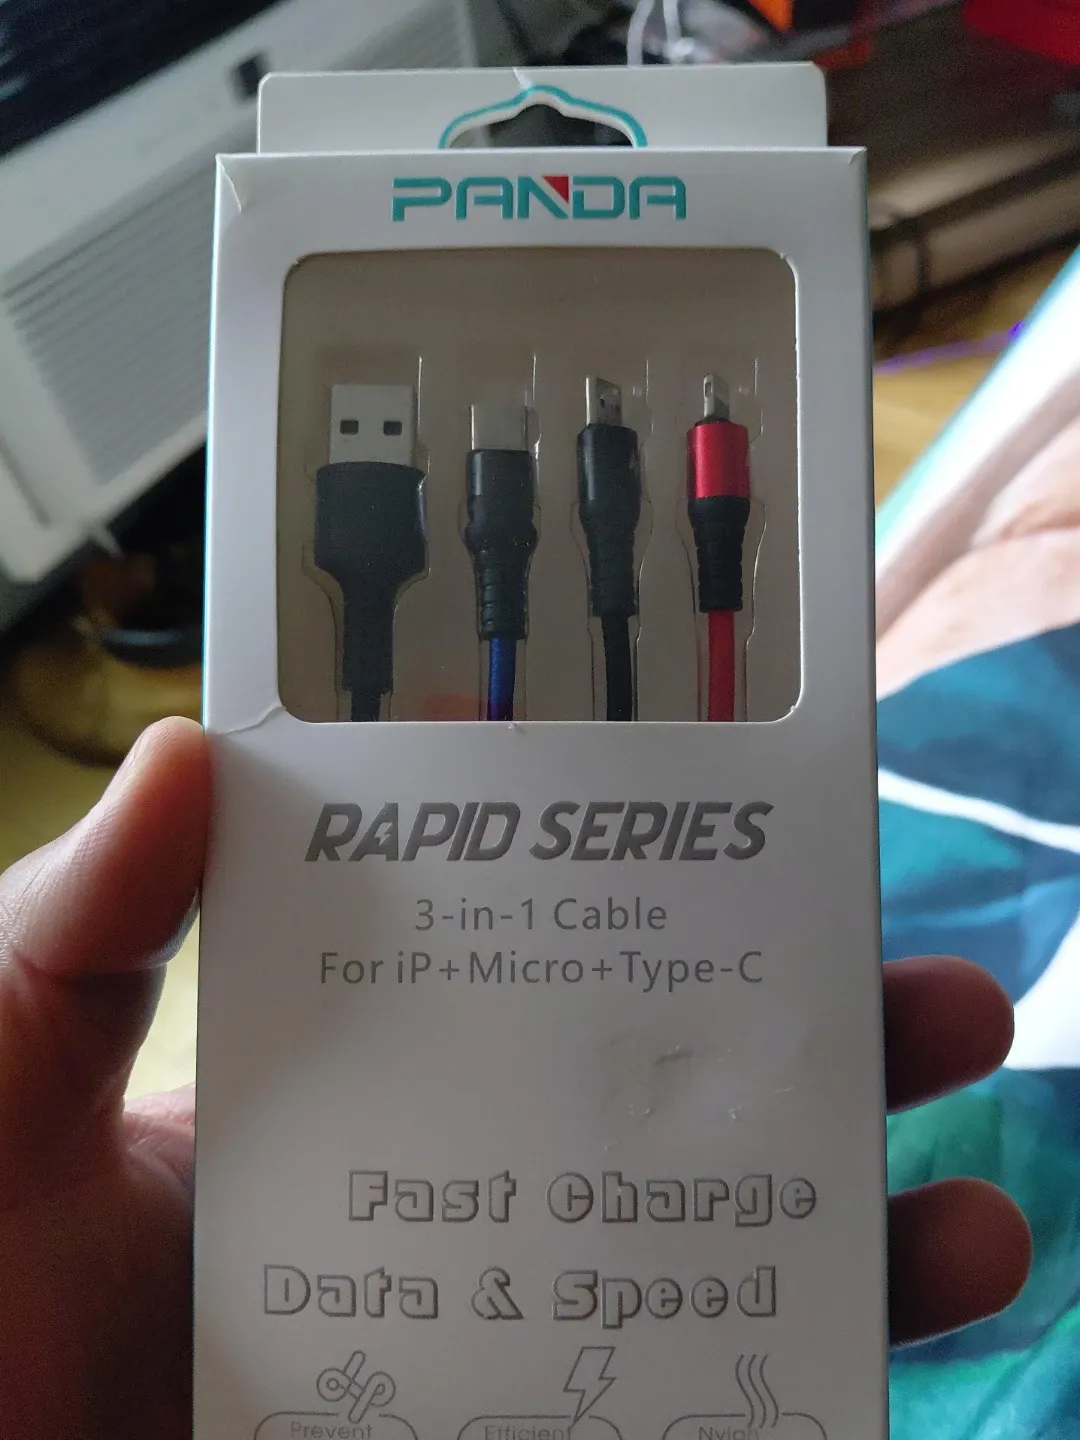 PANDA
RAPID SERIES
3-in-1 Cable
For iP+Micro+Type-C
Fast Charge
Data & Speed
Prevent Efficient Nylon